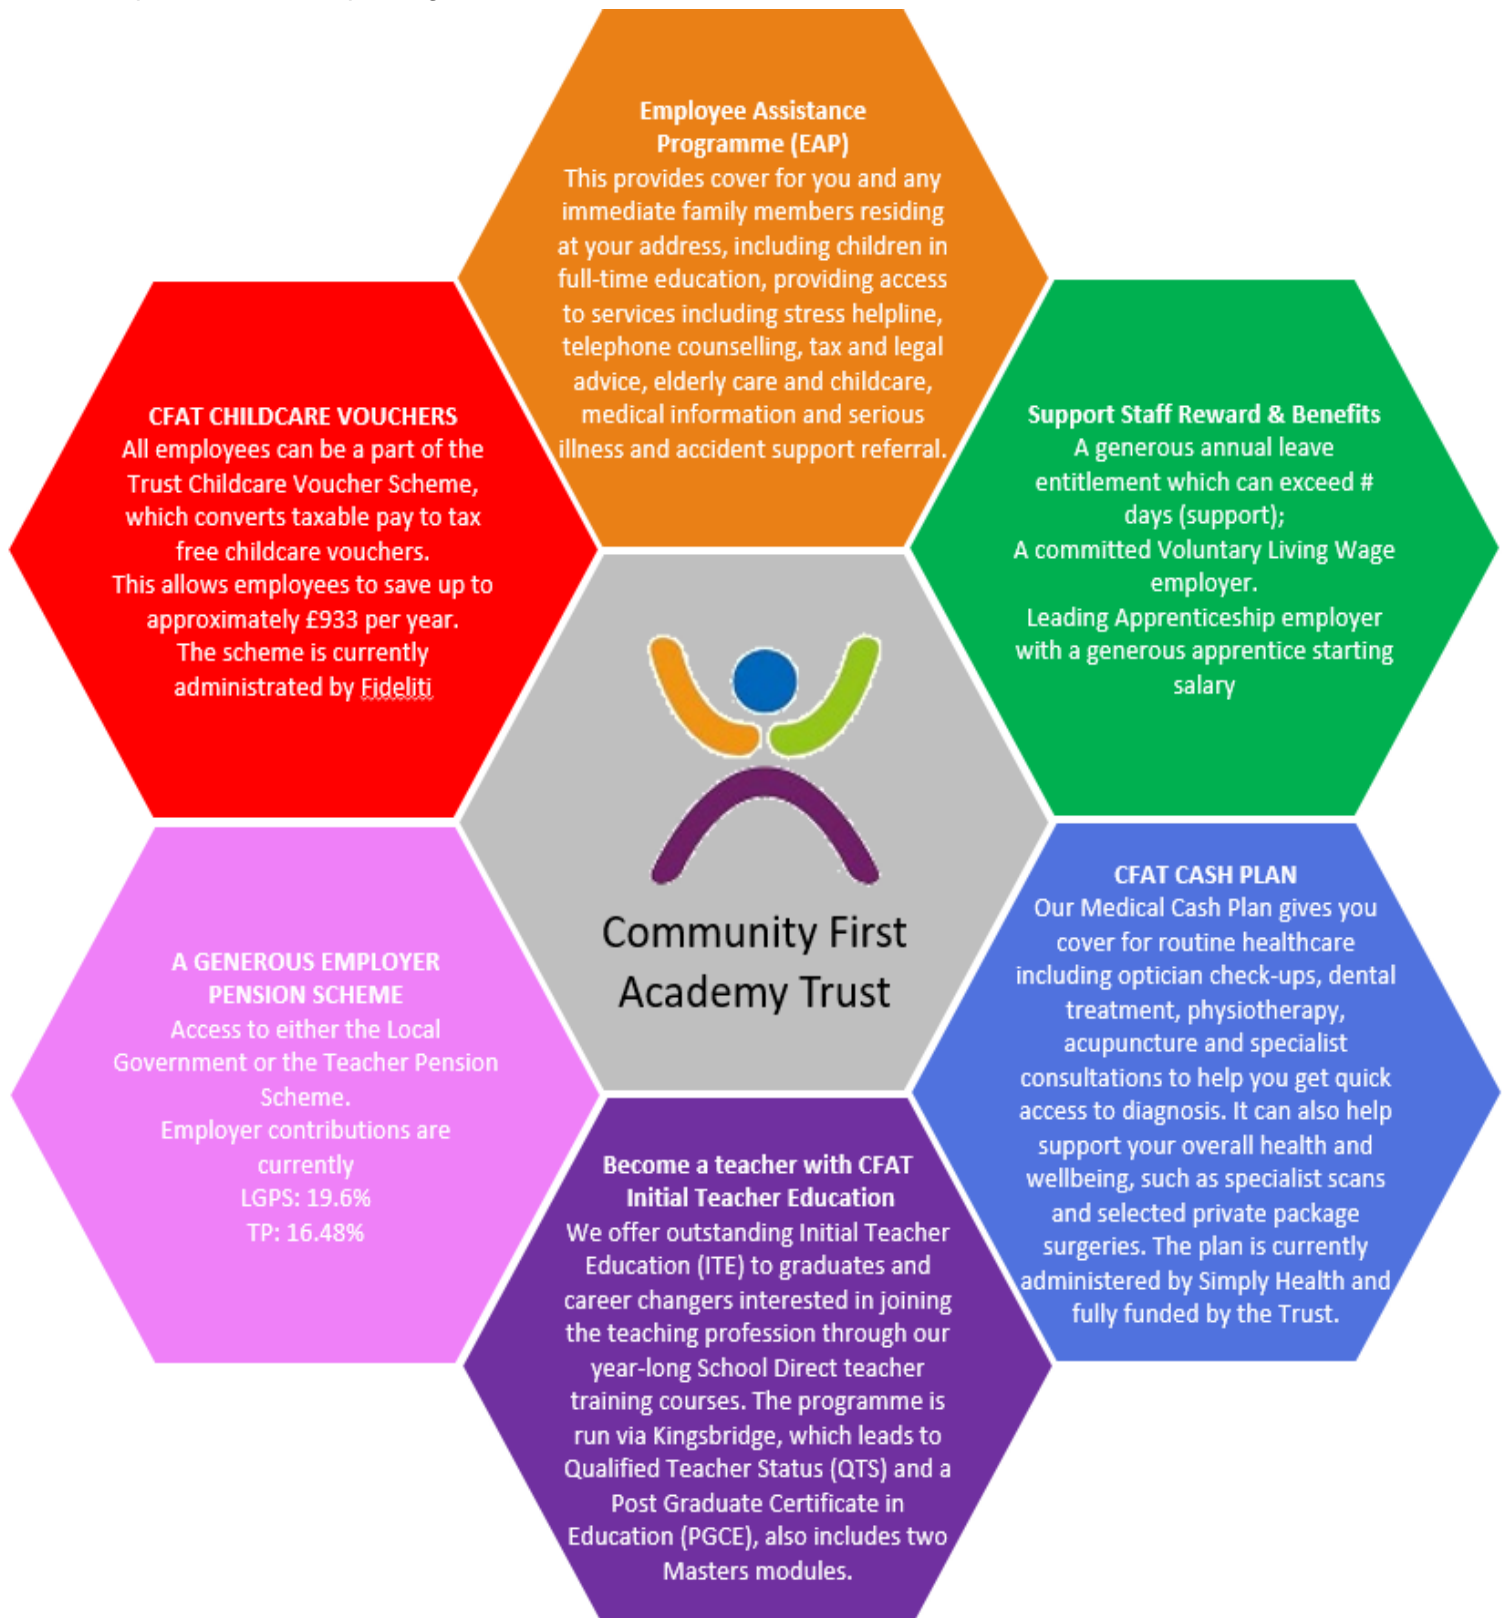 Employee Assistance
Programme (EAP)
This provides cover for you and any
immediate family members residing
at your address, including children in
full-time education, providing access
to services including stress helpline,
telephone counselling, tax and legal
advice, elderly care and childcare,
medical information and serious
illness and accident support referral.
CFAT CHILDCARE VOUCHERS
All employees can be a part of the
Trust Childcare Voucher Scheme,
which converts taxable pay to tax
free childcare vouchers.
This allows employees to save up to
approximately £933 per year.
The scheme is currently
administrated by Fideliti
Support Staff Reward & Benefits
A generous annual leave
entitlement which can exceed #
days (support);
A committed Voluntary Living Wage
employer.
Leading Apprenticeship employer
with a generous apprentice starting
salary
Community First
Academy Trust
A GENEROUS EMPLOYER
PENSION SCHEME
Access to either the Local
Government or the Teacher Pension
Scheme.
Employer contributions are
currently
LGPS: 19.6%
TP: 16.48%
CFAT CASH PLAN
Our Medical Cash Plan gives you
cover for routine healthcare
including optician check-ups, dental
treatment, physiotherapy,
acupuncture and specialist
consultations to help you get quick
access to diagnosis. It can also help
support your overall health and
wellbeing, such as specialist scans
and selected private package
surgeries. The plan is currently
administered by Simply Health and
fully funded by the Trust.
Become a teacher with CFAT
Initial Teacher Education
We offer outstanding Initial Teacher
Education (ITE) to graduates and
career changers interested in joining
the teaching profession through our
year-long School Direct teacher
training courses. The programme is
run via Kingsbridge, which leads to
Qualified Teacher Status (QTS) and a
Post Graduate Certificate in
Education (PGCE), also includes two
Masters modules.